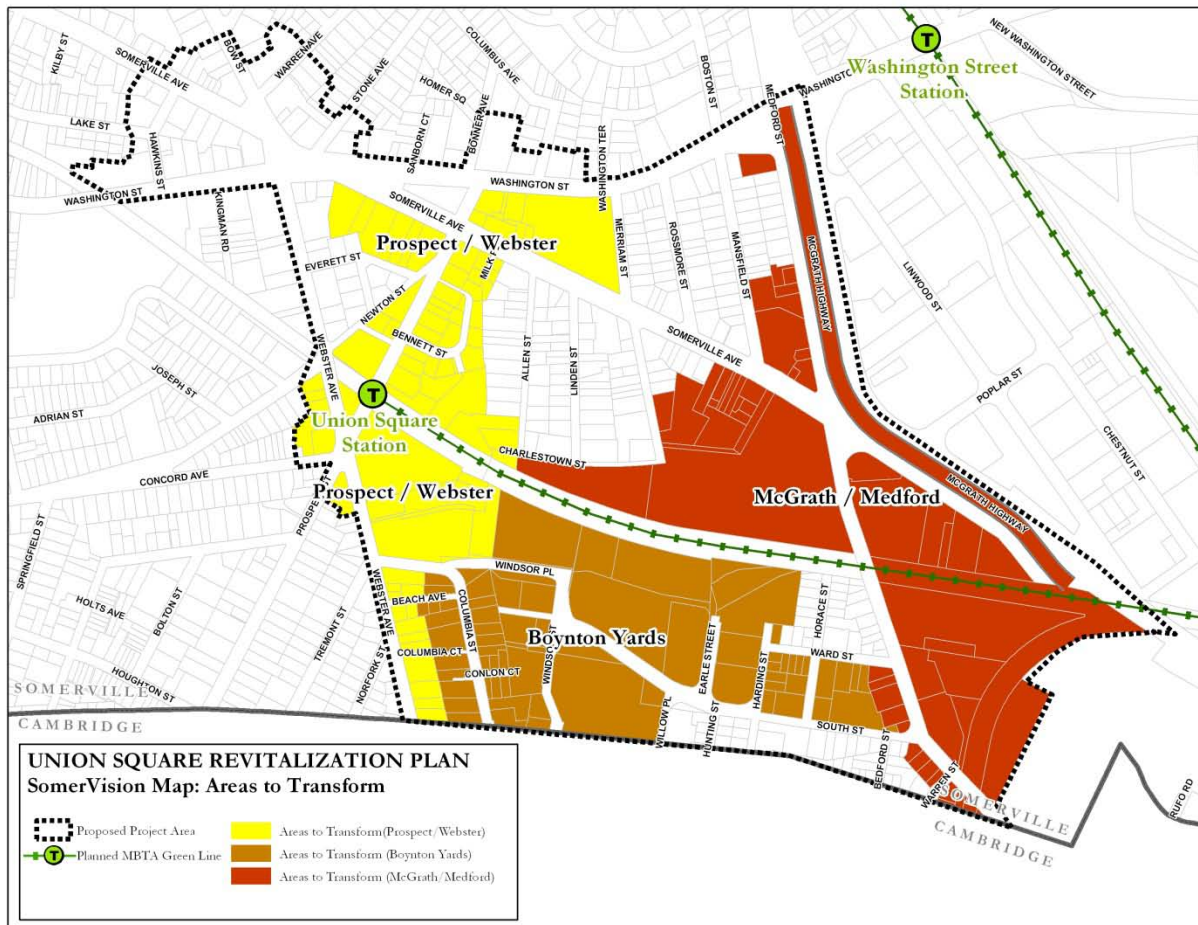 KILBY ST
SOMERVILLE AVE
BOW ST
WARREN AVE
STONE AVE
COLUMBUS AVE
HOMER SQ
BOSTON ST
MEDFORD ST
NEW WASHINGTON STREET
Washington Street
Station
LAKE ST
HAWKINS ST
SANBORN CT
BONNER AVE
WASHINGTON TER
WASHINGTON ST
KINGMAN RD
WASHINGTON ST
SOMERVILLE AVE
Prospect / Webster
MERRIAM ST
ROSSMORE ST
MANSFIELD ST
MCGRATH HIGHWAY
LINWOOD ST
EVERETT ST
NEWTON ST
BENNETT ST
WEBSTER AVE
JOSEPH ST
ALLEN ST
LINDEN ST
SOMERVILLE AVE
POPLAR ST
CHESTNUT ST
ADRIAN ST
Union Square
Station
CONCORD AVE
CHARLESTOWN ST
Prospect / Webster
McGrath / Medford
MCGRATH HIGHWAY
SPRINGFIELD ST
HOLTS AVE
BOLTON ST
TREMONT ST
HOUGHTON ST
NORFORK ST
WEBSTER AVE
WINDSOR PL
BEACH AVE
COLUMBIA ST
COLUMBIA CT
CONLON CT
Boynton Yards
EARLE STREET
HARDING ST
HORACE ST
WARD ST
SOUTH ST
WILLOW PL
HUNTING ST
BEDFORD ST
WARREN ST
RUFO RD
SOMERVILLE
CAMBRIDGE
SOMERVILLE
CAMBRIDGE
UNION SQUARE REVITALIZATION PLAN
SomerVision Map: Areas to Transform
Proposed Project Area
Planned MBTA Green Line
Areas to Transform(Prospect/Webster)
Areas to Transform (Boynton Yards)
Areas to Transform (McGrath/Medford)